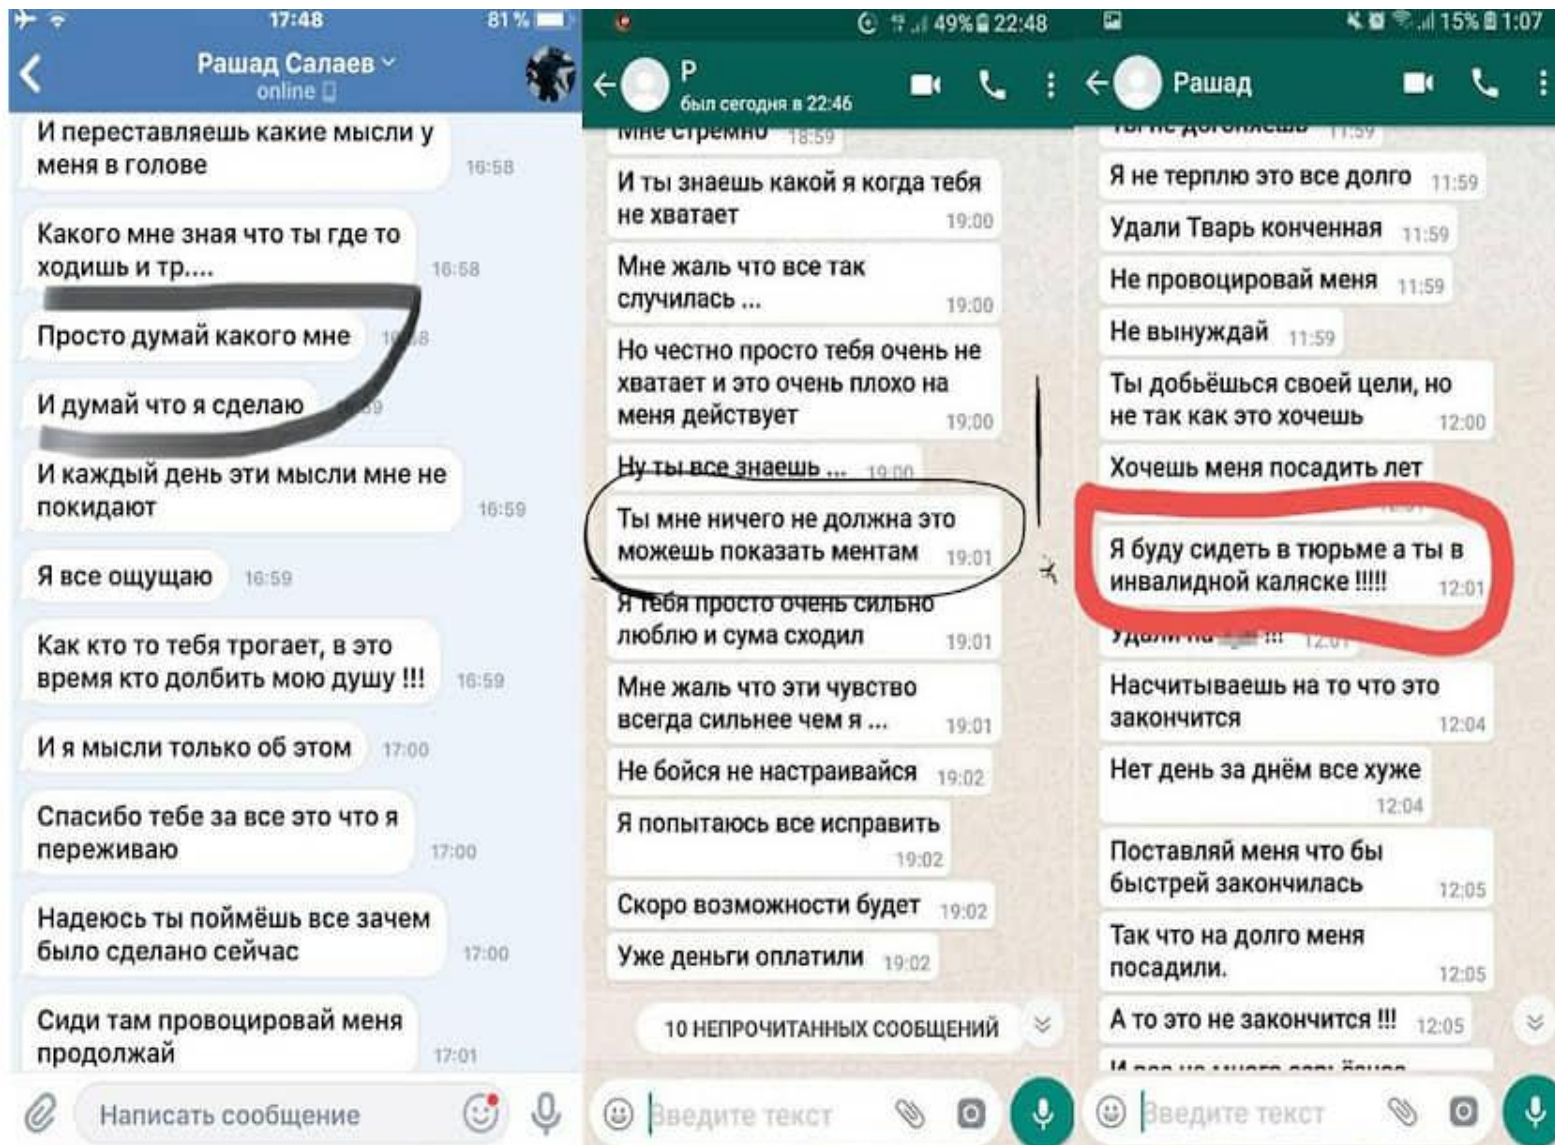 17:48
81 %
Рашад Салаев
online
И переставляешь какие мысли у
меня в голове
16:58
Какого мне зная что ты где то
ходишь и тр....
16:58
Просто думай какого мне
И думай что я сделаю
И каждый день эти мысли мне не
покидают
16:59
Я все ощущаю 16:59
Как кто то тебя трогает, в это
время кто долбить мою душу !!!
16:59
И я мысли только об этом 17:00
Спасибо тебе за все это что я
переживаю
17:00
Надеюсь ты поймёшь все зачем
было сделано сейчас
17:00
Сиди там провоцировай меня
продолжай
17:01
Написать сообщение
49% 22:48
Р
был сегодня в 22:46
Мне стремно 18:59
И ты знаешь какой я когда тебя
не хватает 19:00
Мне жаль что все так
случилась ... 19:00
Но честно просто тебя очень не
хватает и это очень плохо на
меня действует 19:00
Ну ты все знаешь ... 19:00
Ты мне ничего не должна это
можешь показать ментам 19:01
Я тебя просто очень сильно
люблю и сума сходил 19:01
Мне жаль что эти чувство
всегда сильнее чем я ... 19:01
Не бойся не настраивайся 19:02
Я попытаюсь все исправить
19:02
Скоро возможности будет 19:02
Уже деньги оплатили 19:02
10 НЕПРОЧИТАННЫХ СООБЩЕНИЙ
Введите текст
15% 1:07
Рашад
Ты не догоняешь 11:59
Я не терплю это все долго 11:59
Удали Тварь конченная 11:59
Не провоцировай меня 11:59
Не вынуждай 11:59
Ты добьёшься своей цели, но
не так как это хочешь 12:00
Хочешь меня посадить лет
Я буду сидеть в тюрьме а ты в
инвалидной каляске !!!!! 12:01
Удали на !!! 12:01
Насчитываешь на то что это
закончится 12:04
Нет день за днём все хуже
12:04
Поставляй меня что бы
быстрей закончилась 12:05
Так что на долго меня
посадили. 12:05
А то это не закончится !!! 12:05
Введите текст